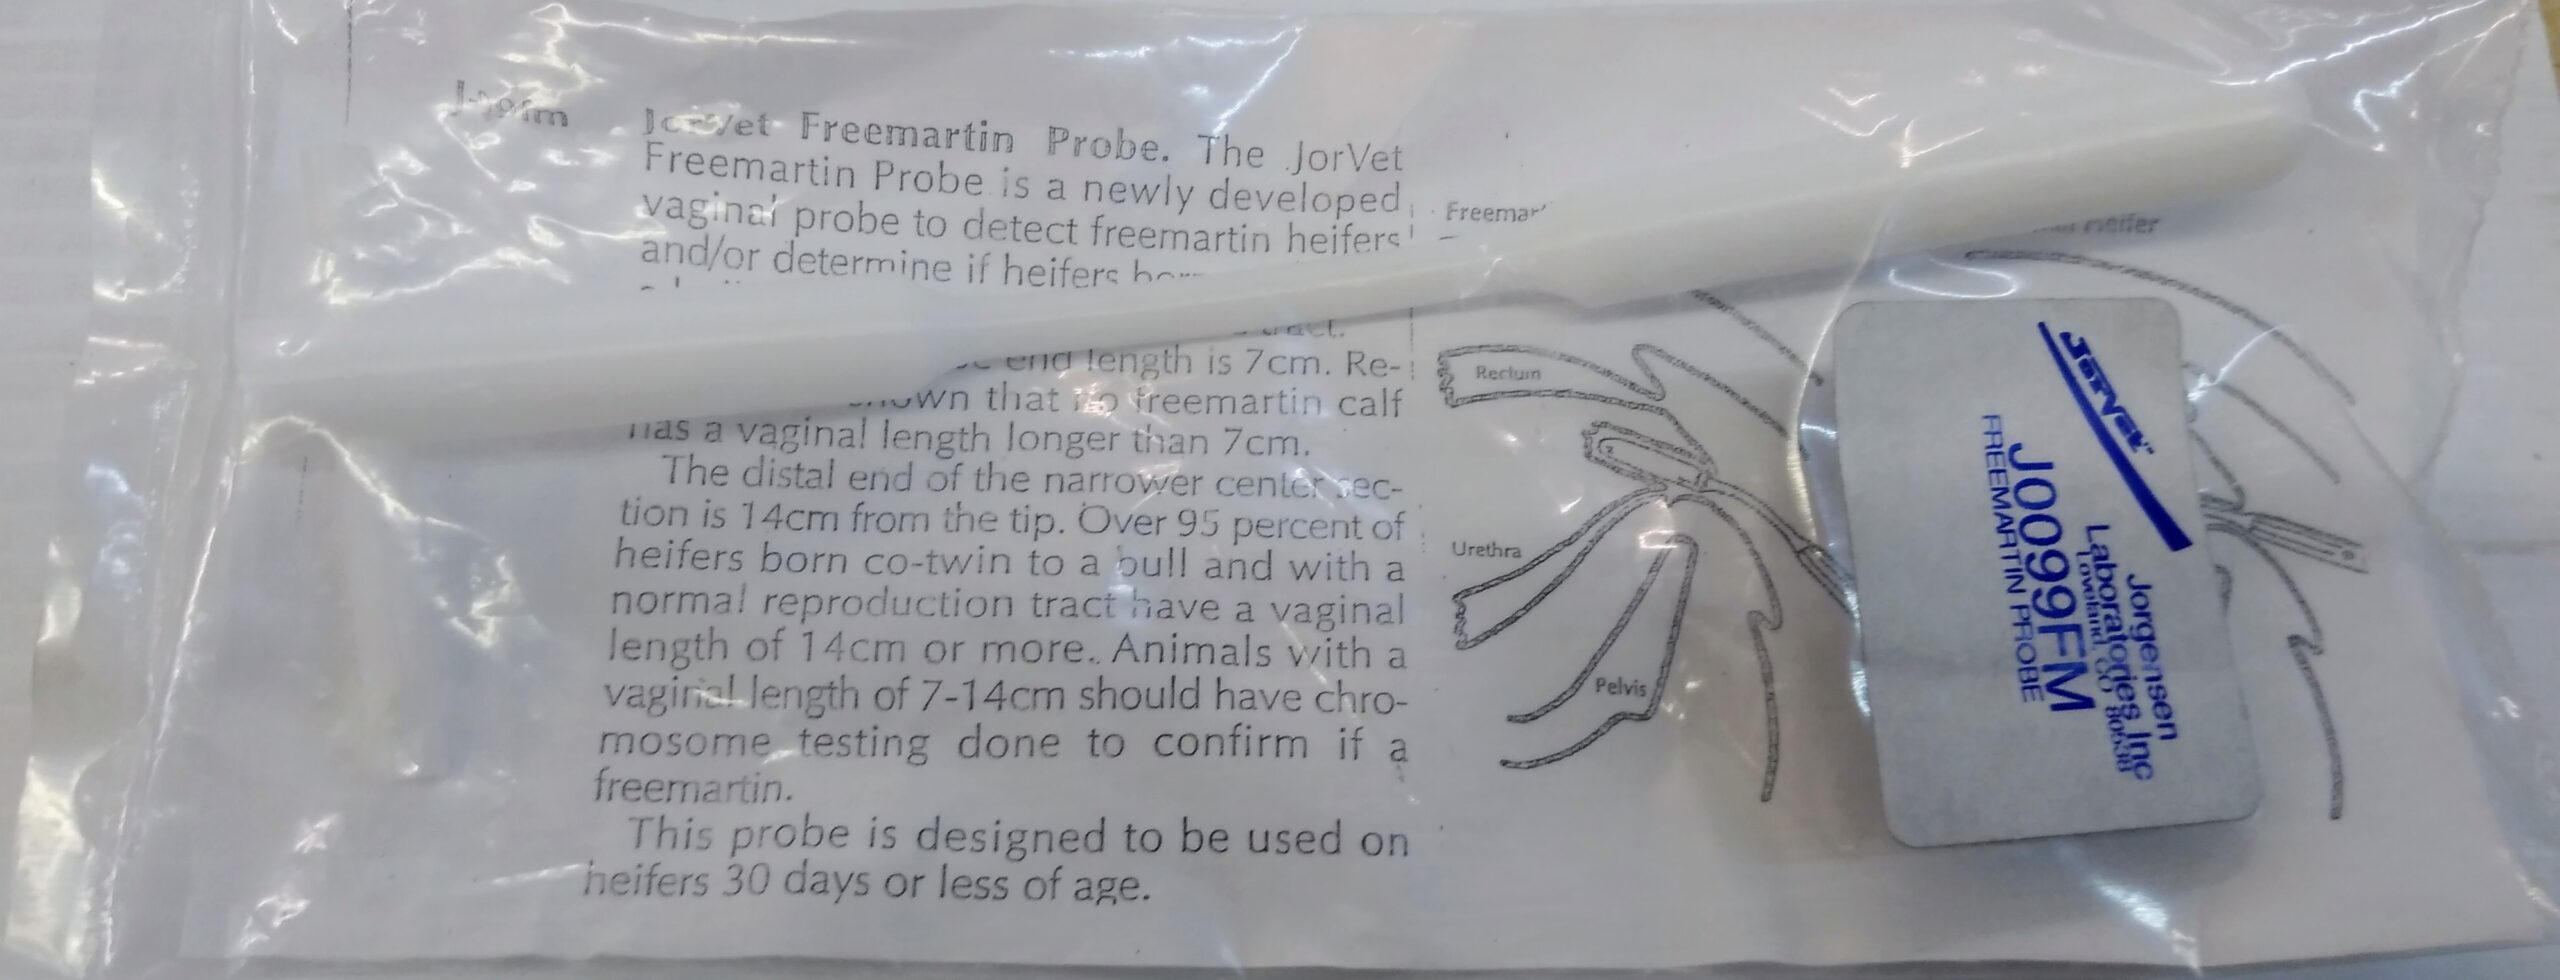 JorVet Freemartin Probe. The JorVet
Freemartin Probe is a newly developed
vaginal probe to detect freemartin heifers
and/or determine if heifers
tract.
end length is 7cm. Re-
that no freemartin calf
has a vaginal length longer than 7cm.
The distal end of the narrower center sec-
tion is 14cm from the tip. Over 95 percent of
heifers born co-twin to a bull and with a
normal reproduction tract have a vaginal
length of 14cm or more. Animals with a
vaginal length of 7-14cm should have chro-
mosome testing done to confirm if a
freemartin.
This probe is designed to be used on
heifers 30 days or less of age.
heifer
Rectum
Urethra
Pelvis
JorVet
Jorgensen
Laboratories, Inc
Loveland, CO 80538
J0099FM
FREEMARTIN PROBE